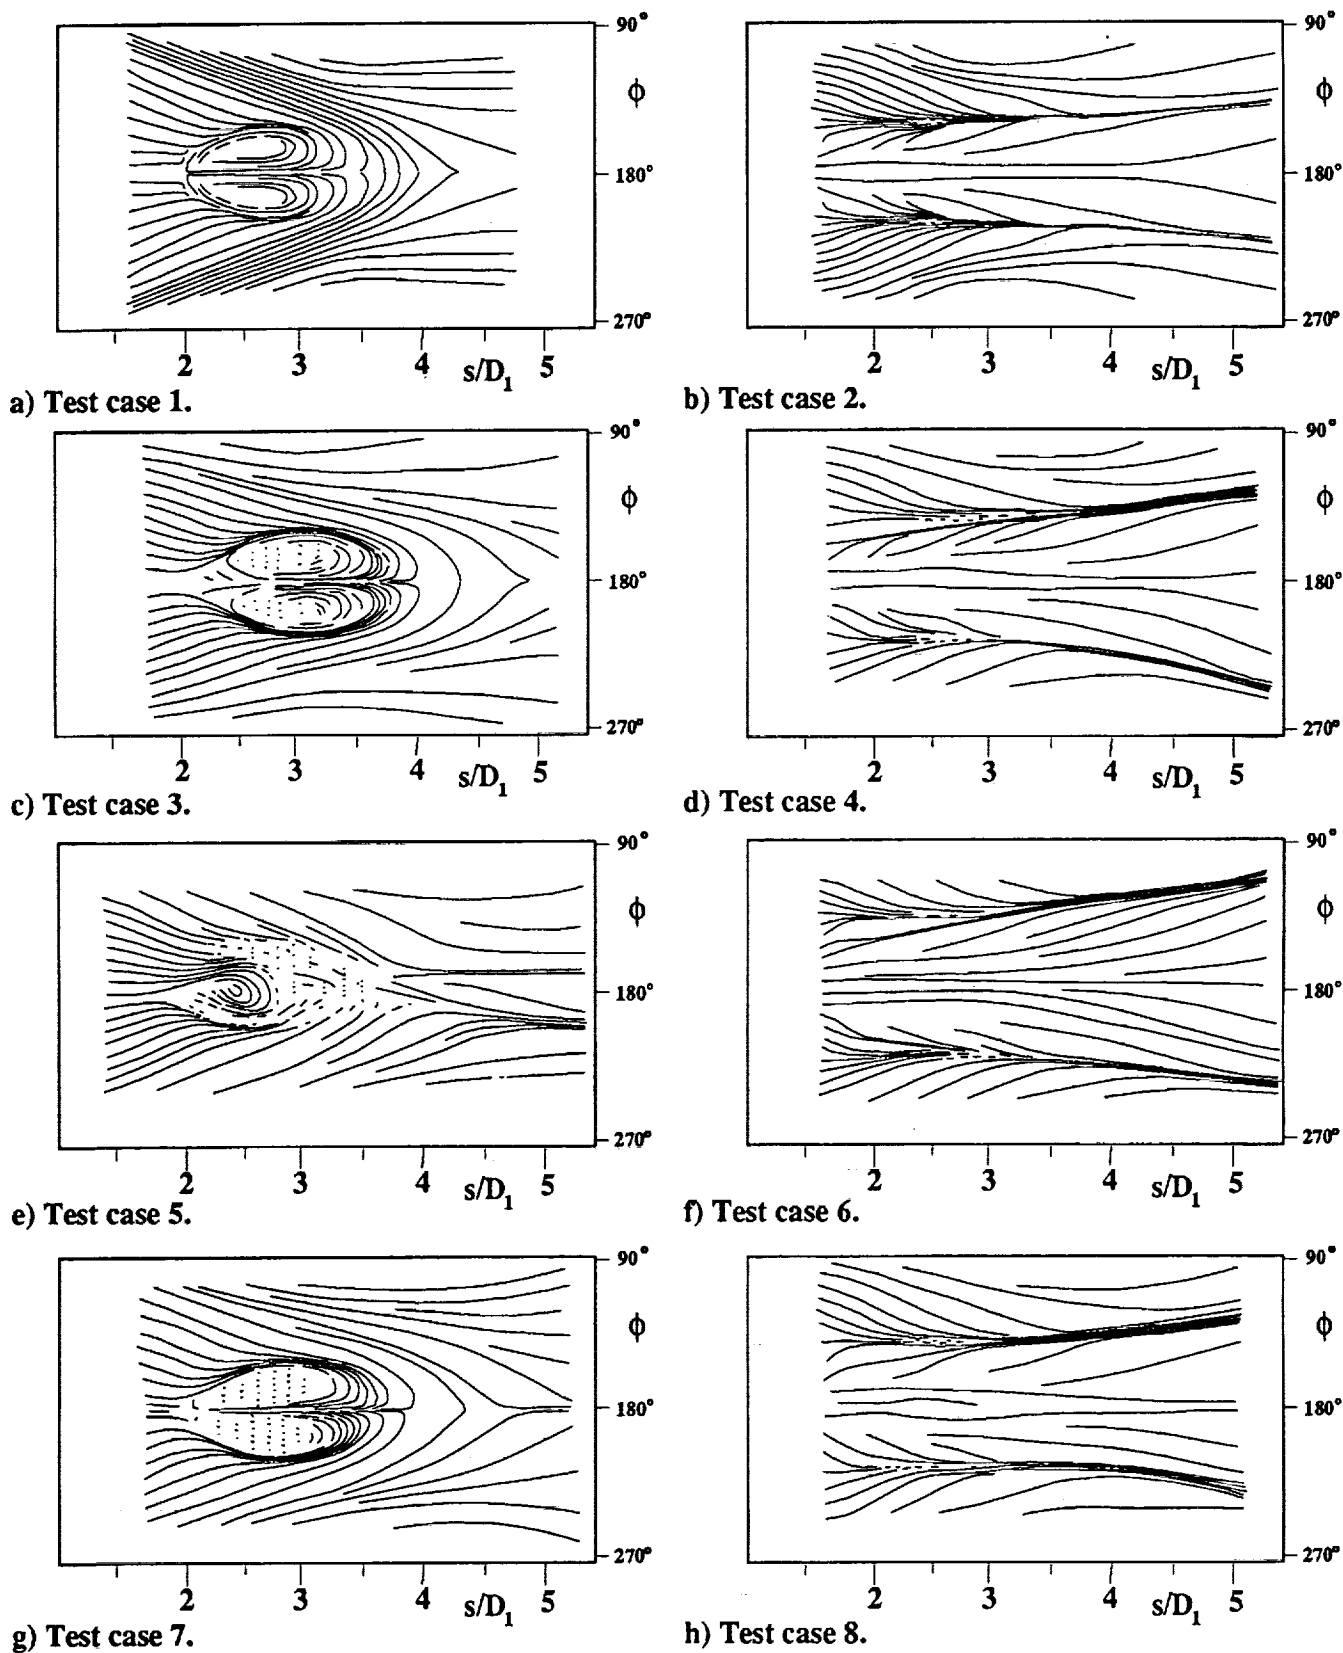 90°
ϕ
180°
270°
2 3 4 s/D₁ 5
a) Test case 1.
90°
ϕ
180°
270°
2 3 4 s/D₁ 5
b) Test case 2.
90°
ϕ
180°
270°
2 3 4 s/D₁ 5
c) Test case 3.
90°
ϕ
180°
270°
2 3 4 s/D₁ 5
d) Test case 4.
90°
ϕ
180°
270°
2 3 4 s/D₁ 5
e) Test case 5.
90°
ϕ
180°
270°
2 3 4 s/D₁ 5
f) Test case 6.
90°
ϕ
180°
270°
2 3 4 s/D₁ 5
g) Test case 7.
90°
ϕ
180°
270°
2 3 4 s/D₁ 5
h) Test case 8.